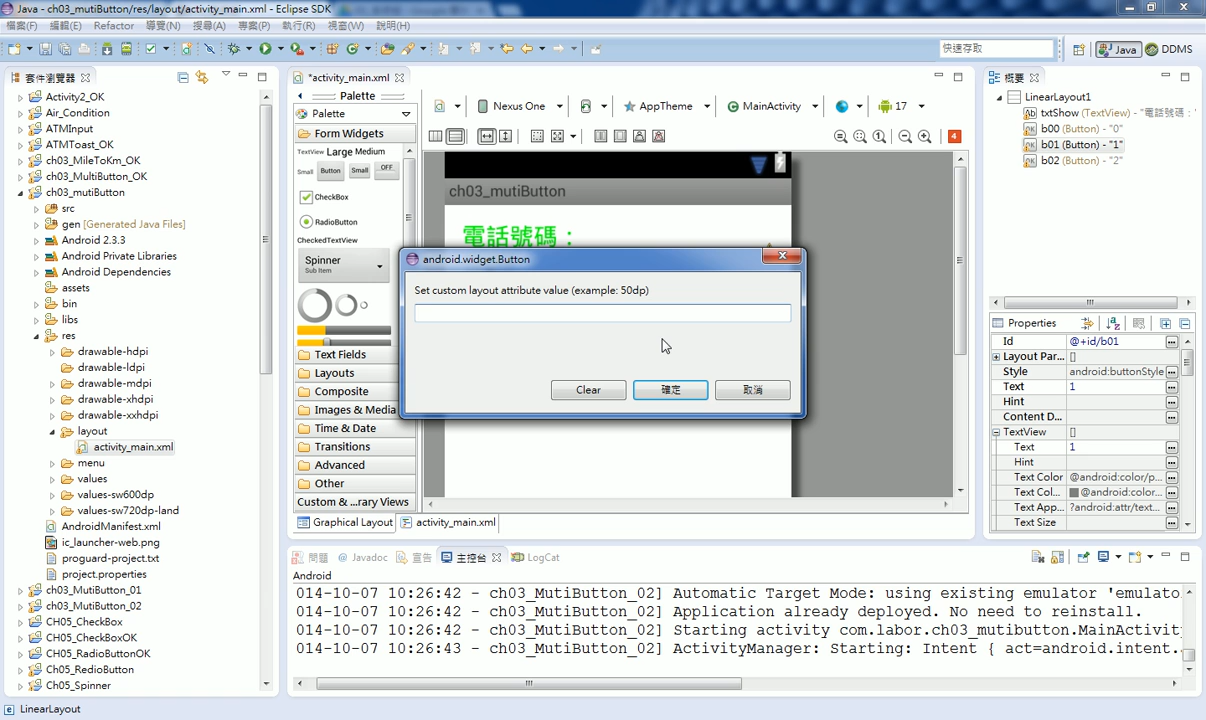 Java - ch03_mutiButton/res/layout/activity_main.xml - Eclipse SDK
檔案(F) 編輯(E) Refactor 導覽(N) 搜尋(A) 專案(P) 執行(R) 視窗(W) 說明(H)
快速存取
Java
DDMS
套件瀏覽器
Activity2_OK
Air_Condition
ATMInput
ATMToast_OK
ch03_MileToKm_OK
ch03_MultiButton_OK
ch03_mutiButton
src
gen [Generated Java Files]
Android 2.3.3
Android Private Libraries
Android Dependencies
assets
bin
libs
res
drawable-hdpi
drawable-ldpi
drawable-mdpi
drawable-xhdpi
drawable-xxhdpi
layout
activity_main.xml
menu
values
values-sw600dp
values-sw720dp-land
AndroidManifest.xml
ic_launcher-web.png
proguard-project.txt
project.properties
ch03_MutiButton_01
ch03_MutiButton_02
CH05_CheckBox
CH05_CheckBoxOK
CH05_RadioButtonOK
Ch05_RedioButton
Ch05_Spinner
LinearLayout
*activity_main.xml
Palette
Palette
Form Widgets
TextView Large Medium
Small Button Small OFF
CheckBox
RadioButton
CheckedTextView
Spinner
Sub Item
Text Fields
Layouts
Composite
Images & Media
Time & Date
Transitions
Advanced
Other
Custom & ...rary Views
Nexus One
AppTheme
MainActivity
17
4
ch03_mutiButton
電話號碼：
android.widget.Button
Set custom layout attribute value (example: 50dp)
Clear
確定
取消
Graphical Layout
activity_main.xml
概要
LinearLayout1
txtShow (TextView) - "電話號碼：
b00 (Button) - "0"
b01 (Button) - "1"
b02 (Button) - "2"
Properties
Id @+id/b01
Layout Par... []
Style android:buttonStyle
Text 1
Hint
Content D...
TextView []
Text 1
Hint
Text Color @android:color/p...
Text Col... @android:color...
Text App... ?android:attr/text...
Text Size
問題 Javadoc 宣告 主控台 LogCat
Android
014-10-07 10:26:42 - ch03_MutiButton_02] Automatic Target Mode: using existing emulator 'emulato
014-10-07 10:26:42 - ch03_MutiButton_02] Application already deployed. No need to reinstall.
014-10-07 10:26:42 - ch03_MutiButton_02] Starting activity com.labor.ch03_mutibutton.MainActivit
014-10-07 10:26:43 - ch03_MutiButton_02] ActivityManager: Starting: Intent { act=android.intent.